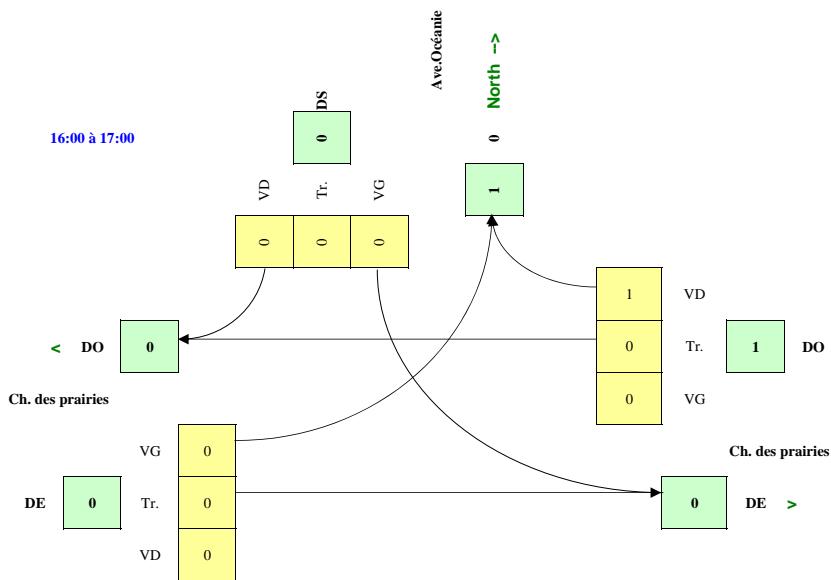 Ave.Océanie
North -->
DS
16:00 à 17:00
0
0
1
VD Tr. VG
0 0 0
1 VD
< DO 0
0 Tr. 1 DO
Ch. des prairies
0 VG
VG 0
Ch. des prairies
DE 0 Tr. 0
0 DE >
VD 0